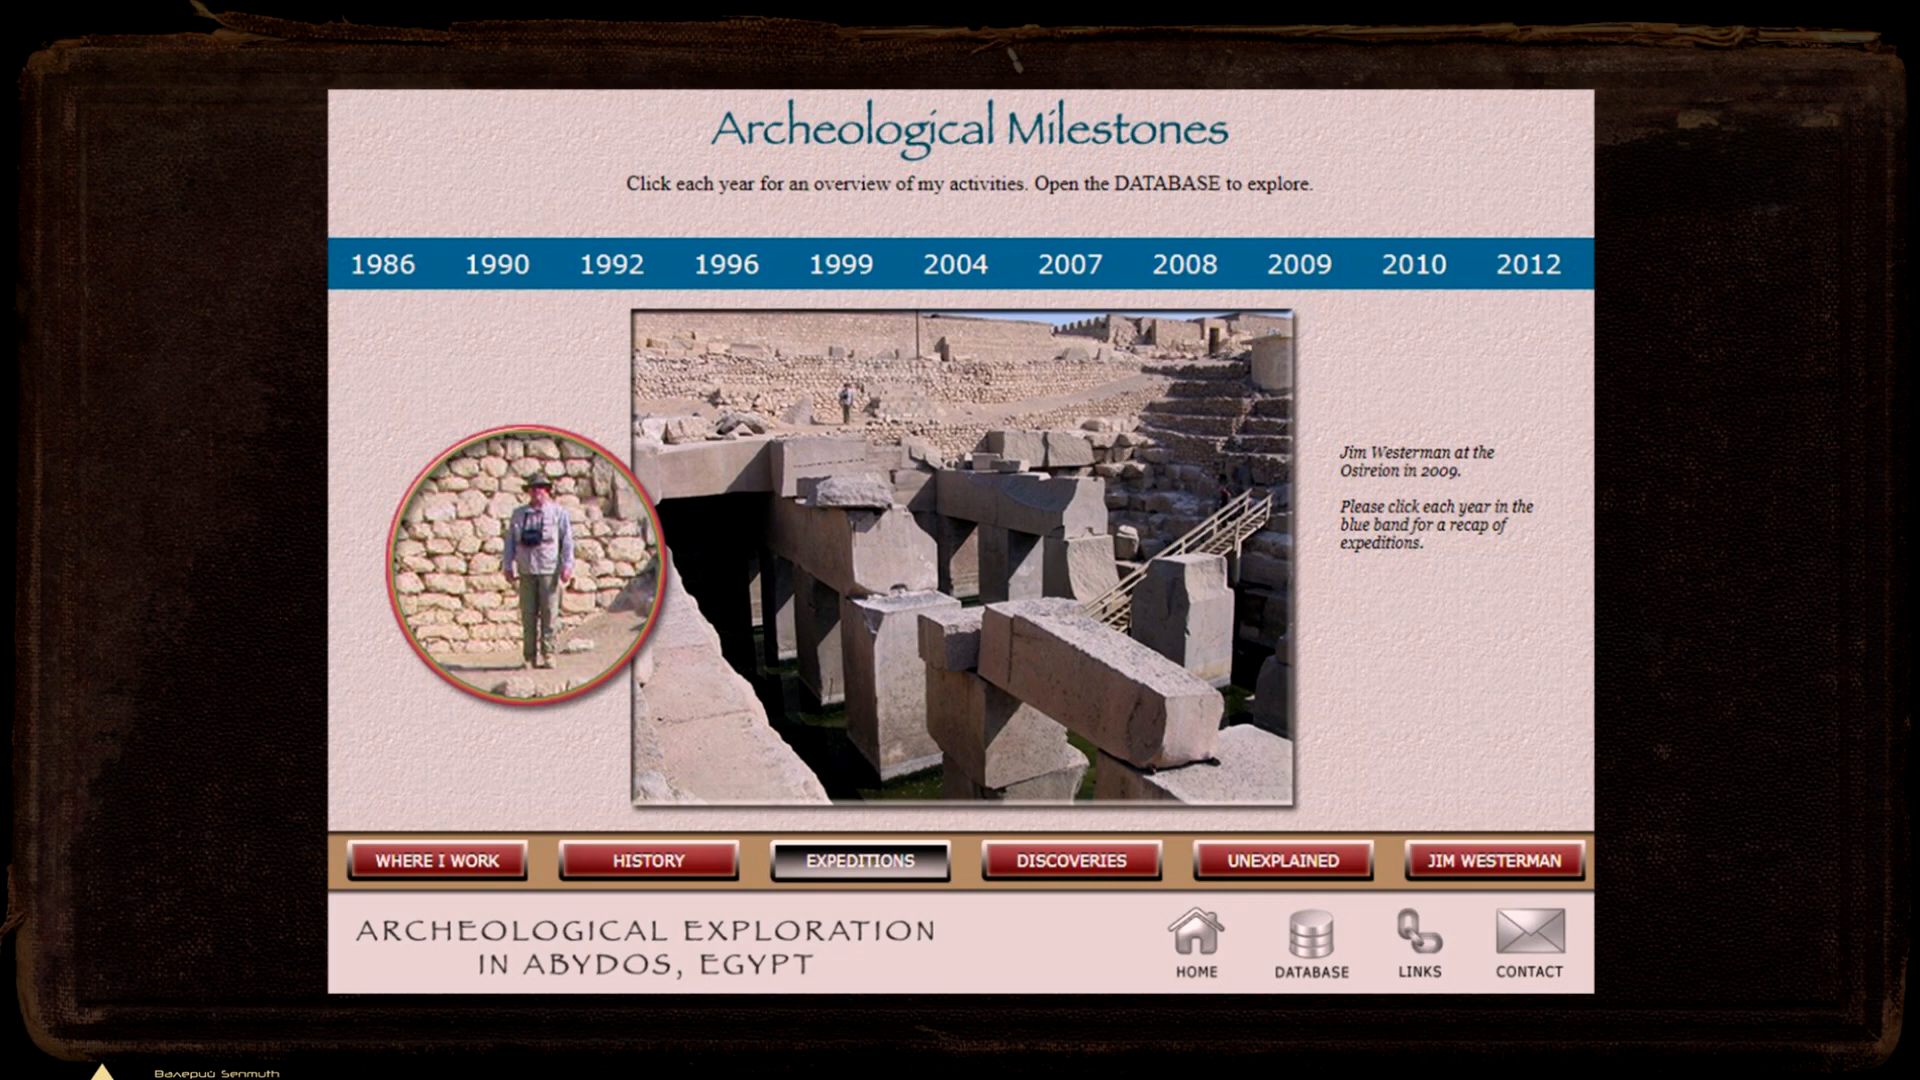 Archeological Milestones
Click each year for an overview of my activities. Open the DATABASE to explore.
1986 1990 1992 1996 1999 2004 2007 2008 2009 2010 2012
Jim Westerman at the
Osireion in 2009.
Please click each year in the
blue band for a recap of
expeditions.
WHERE I WORK HISTORY EXPEDITIONS DISCOVERIES UNEXPLAINED JIM WESTERMAN
ARCHEOLOGICAL EXPLORATION
IN ABYDOS, EGYPT
HOME DATABASE LINKS CONTACT
Валерий Senmuth